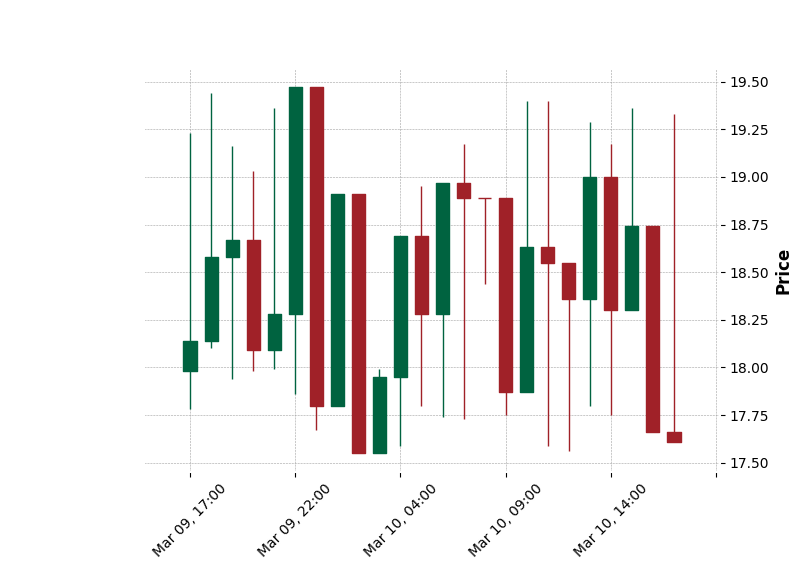 19.50
19.25
19.00
18.75
18.50
18.25
18.00
17.75
17.50
Price
Mar 09, 17:00
Mar 09, 22:00
Mar 10, 04:00
Mar 10, 09:00
Mar 10, 14:00